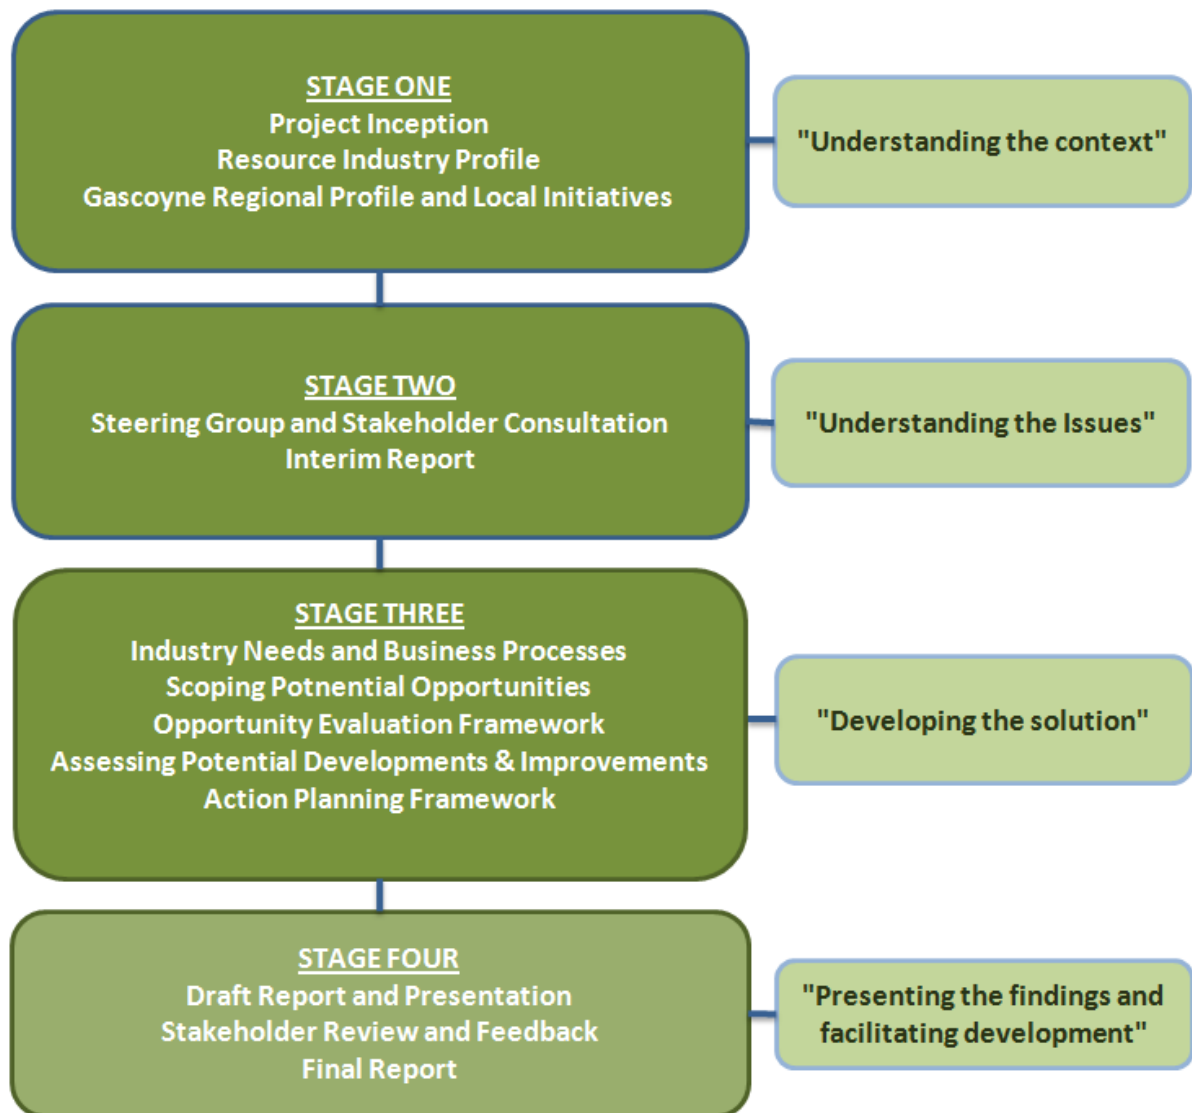 STAGE ONE
Project Inception
Resource Industry Profile
Gascoyne Regional Profile and Local Initiatives
"Understanding the context"
STAGE TWO
Steering Group and Stakeholder Consultation
Interim Report
"Understanding the Issues"
STAGE THREE
Industry Needs and Business Processes
Scoping Potnential Opportunities
Opportunity Evaluation Framework
Assessing Potential Developments & Improvements
Action Planning Framework
"Developing the solution"
STAGE FOUR
Draft Report and Presentation
Stakeholder Review and Feedback
Final Report
"Presenting the findings and
facilitating development"